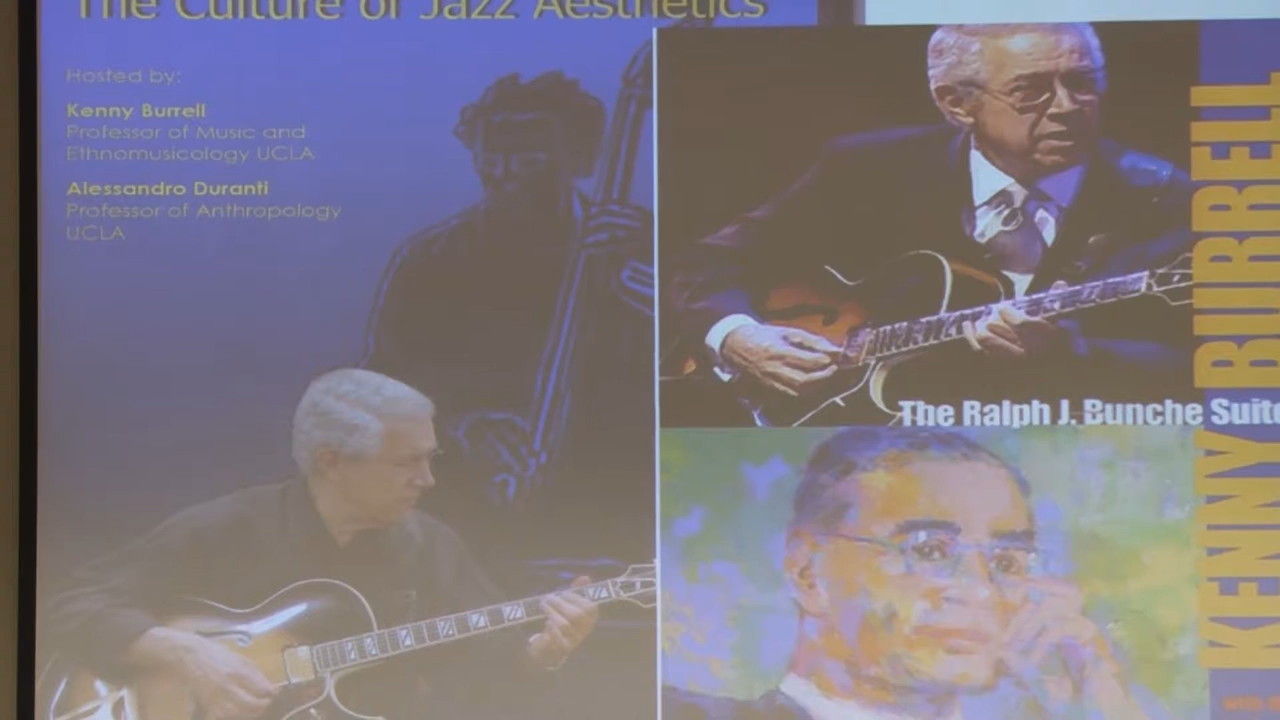 The Culture of Jazz Aesthetics
Hosted by:
Kenny Burrell
Professor of Music and
Ethnomusicology UCLA
Alessandro Duranti
Professor of Anthropology
UCLA
KENNY BURRELL
The Ralph J. Bunche Suite